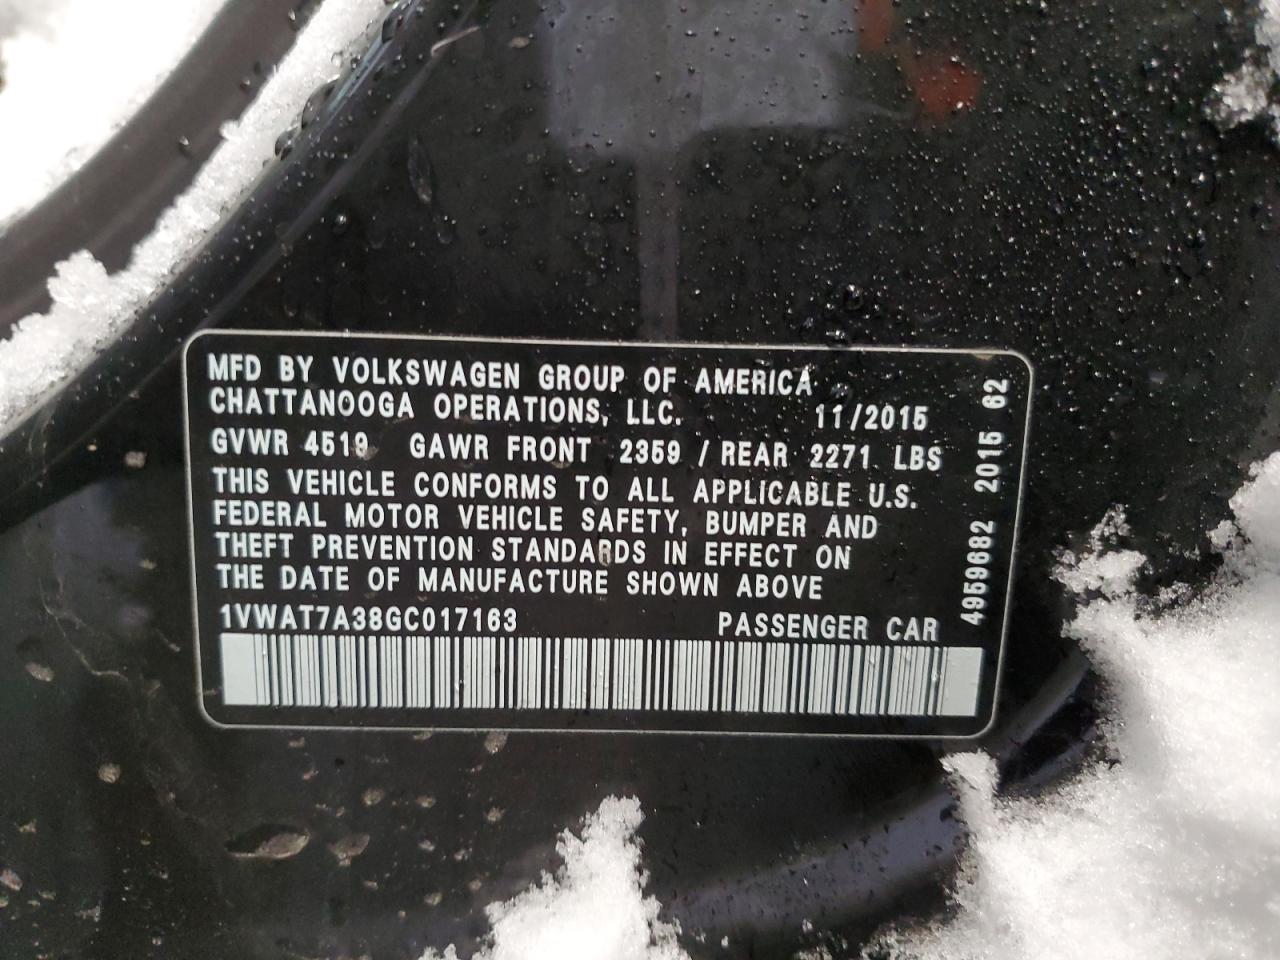 MFD BY VOLKSWAGEN GROUP OF AMERICA
CHATTANOOGA OPERATIONS, LLC. 11/2015
GVWR 4519 GAWR FRONT 2359 / REAR 2271 LBS
THIS VEHICLE CONFORMS TO ALL APPLICABLE U.S.
FEDERAL MOTOR VEHICLE SAFETY, BUMPER AND
THEFT PREVENTION STANDARDS IN EFFECT ON
THE DATE OF MANUFACTURE SHOWN ABOVE
1VWAT7A38GC017163 PASSENGER CAR
4959682 2015 62